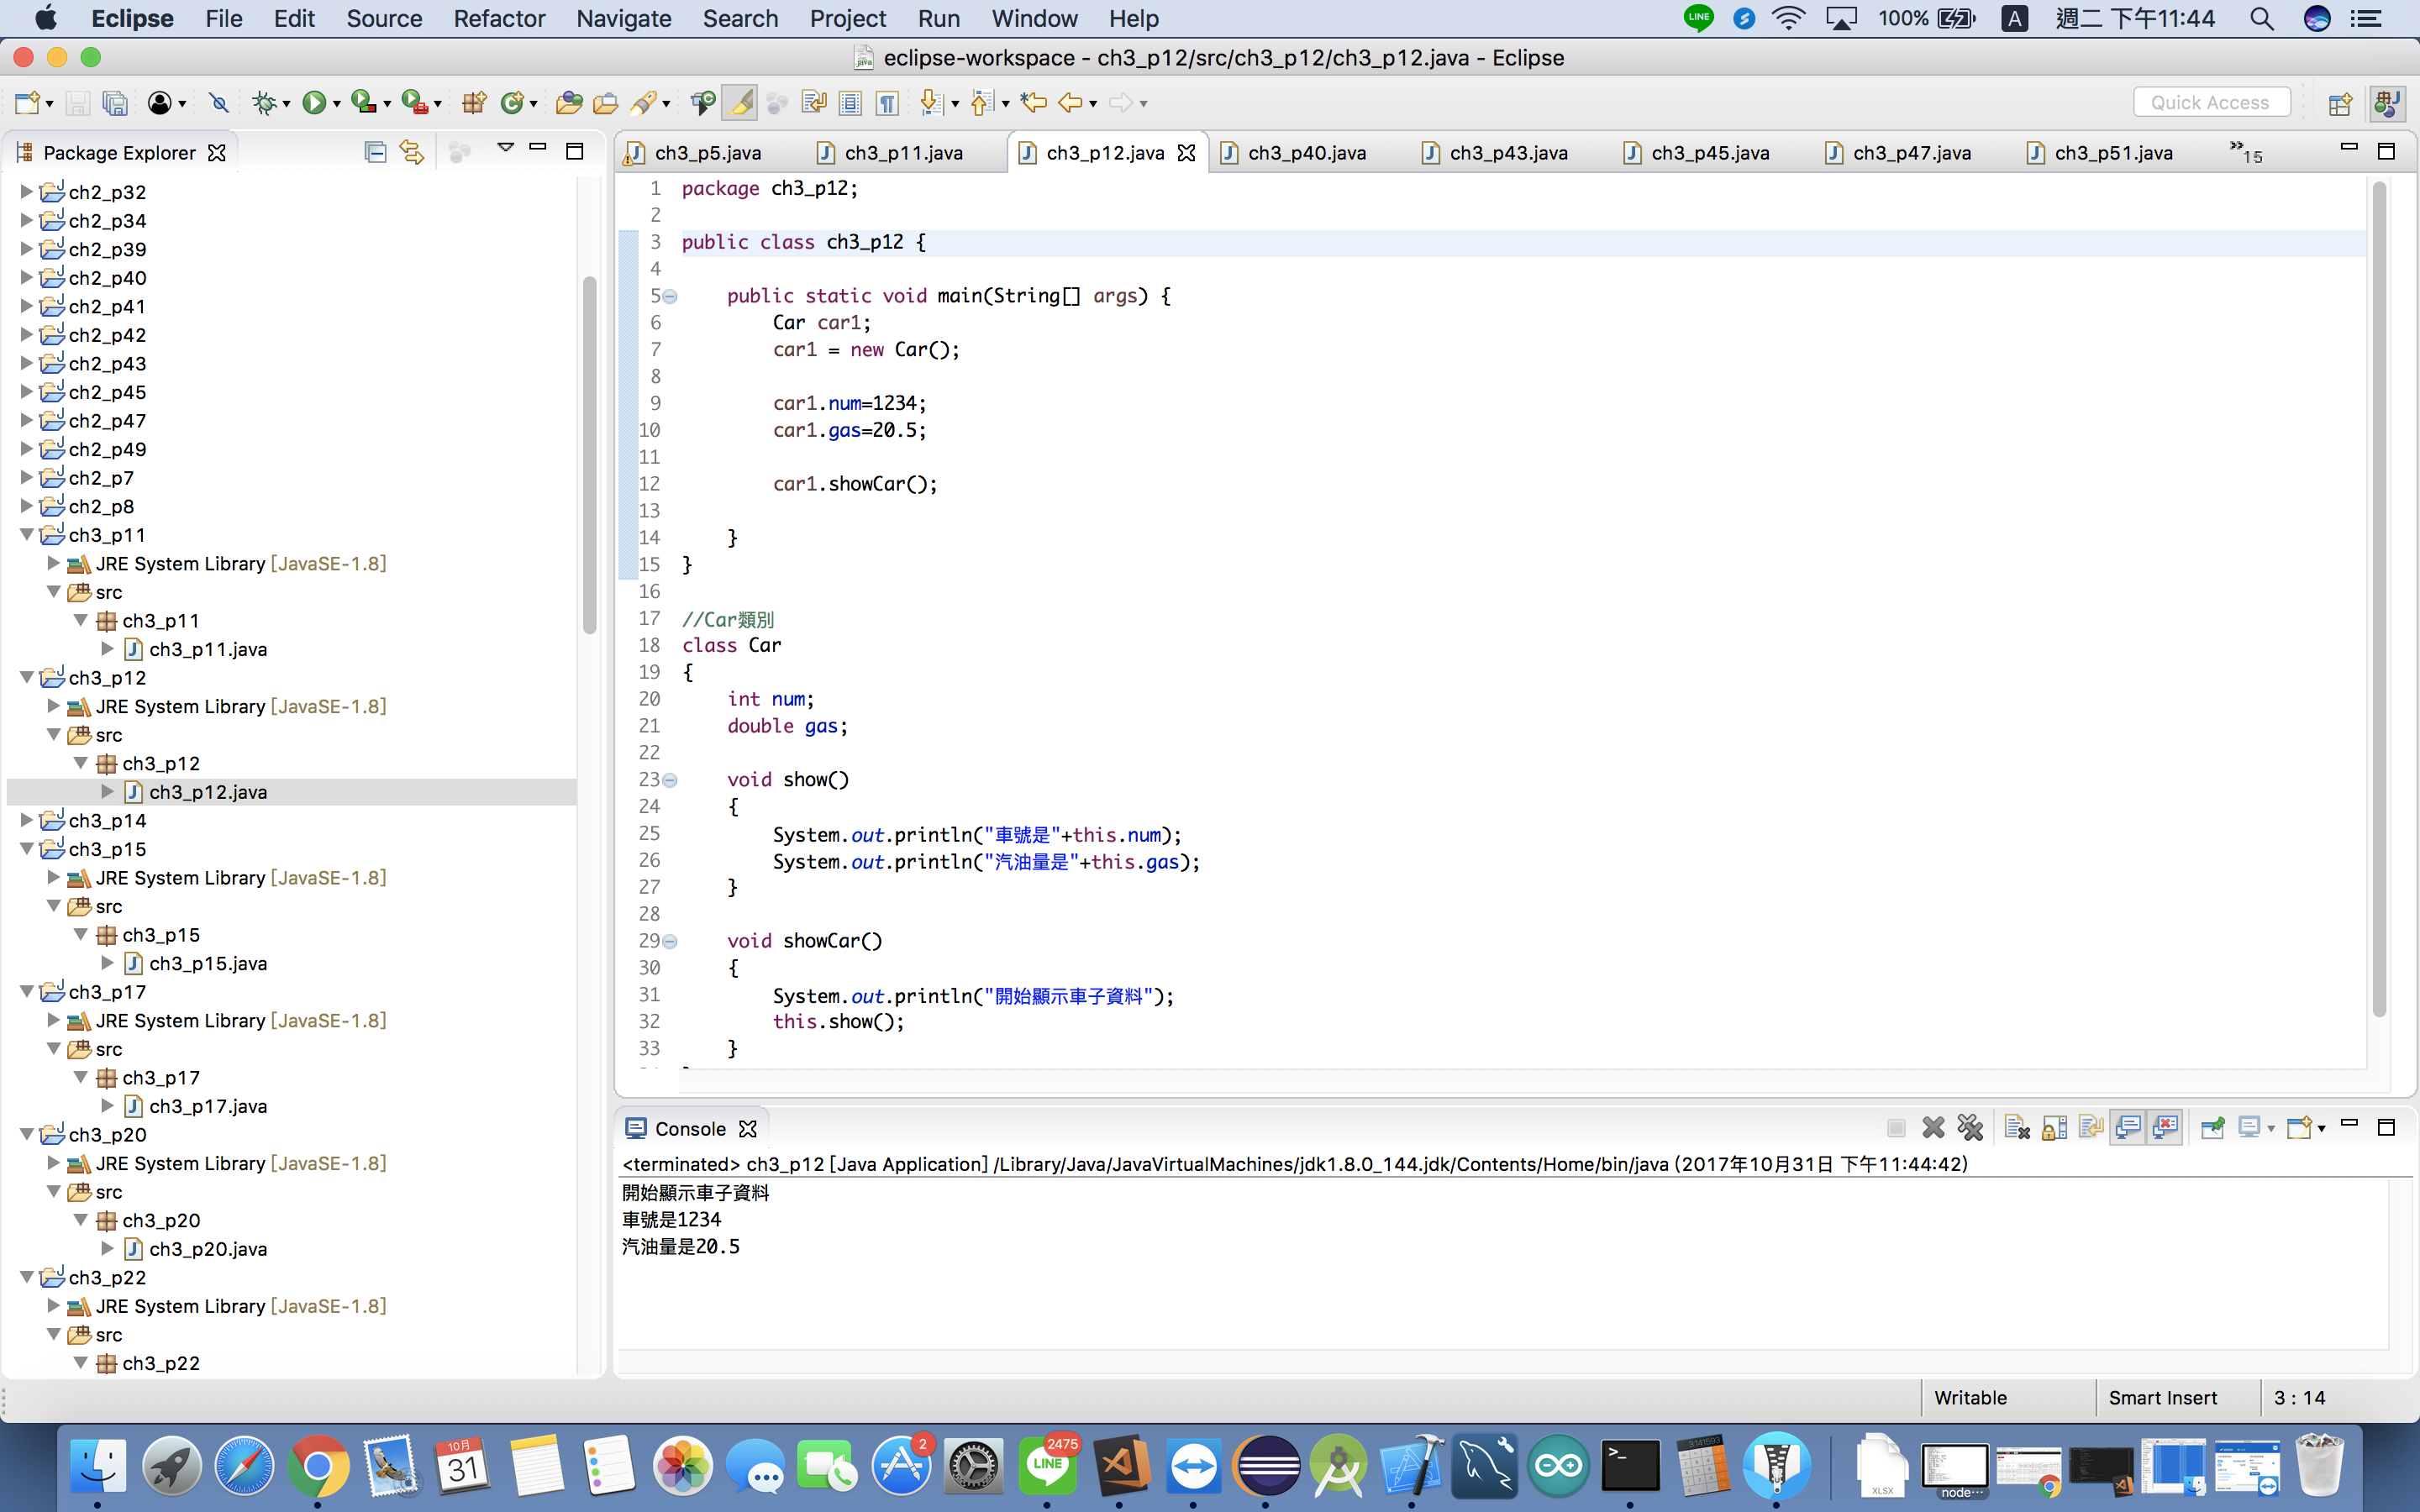 Eclipse File Edit Source Refactor Navigate Search Project Run Window Help LINE 100% A 週二 下午11:44
eclipse-workspace - ch3_p12/src/ch3_p12/ch3_p12.java - Eclipse
Quick Access
Package Explorer
ch2_p32
ch2_p34
ch2_p39
ch2_p40
ch2_p41
ch2_p42
ch2_p43
ch2_p45
ch2_p47
ch2_p49
ch2_p7
ch2_p8
ch3_p11
JRE System Library [JavaSE-1.8]
src
ch3_p11
ch3_p11.java
ch3_p12
JRE System Library [JavaSE-1.8]
src
ch3_p12
ch3_p12.java
ch3_p14
ch3_p15
JRE System Library [JavaSE-1.8]
src
ch3_p15
ch3_p15.java
ch3_p17
JRE System Library [JavaSE-1.8]
src
ch3_p17
ch3_p17.java
ch3_p20
JRE System Library [JavaSE-1.8]
src
ch3_p20
ch3_p20.java
ch3_p22
JRE System Library [JavaSE-1.8]
src
ch3_p22
ch3_p5.java ch3_p11.java ch3_p12.java ch3_p40.java ch3_p43.java ch3_p45.java ch3_p47.java ch3_p51.java »15
1 package ch3_p12;
2
3 public class ch3_p12 {
4
5 public static void main(String[] args) {
6 Car car1;
7 car1 = new Car();
8
9 car1.num=1234;
10 car1.gas=20.5;
11
12 car1.showCar();
13
14 }
15 }
16
17 //Car類別
18 class Car
19 {
20 int num;
21 double gas;
22
23 void show()
24 {
25 System.out.println("車號是"+this.num);
26 System.out.println("汽油量是"+this.gas);
27 }
28
29 void showCar()
30 {
31 System.out.println("開始顯示車子資料");
32 this.show();
33 }
Console
<terminated> ch3_p12 [Java Application] /Library/Java/JavaVirtualMachines/jdk1.8.0_144.jdk/Contents/Home/bin/java (2017年10月31日 下午11:44:42)
開始顯示車子資料
車號是1234
汽油量是20.5
Writable Smart Insert 3 : 14
10月
31
2
2475
LINE
3.141593
XLSX
node…